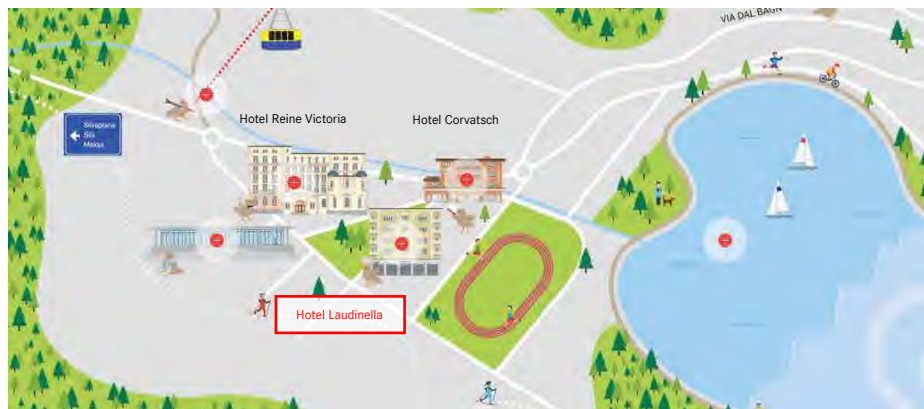 VIA DAL BAGN
Silvaplana
Sils
Maloja
Hotel Reine Victoria
Hotel Corvatsch
Hotel Laudinella